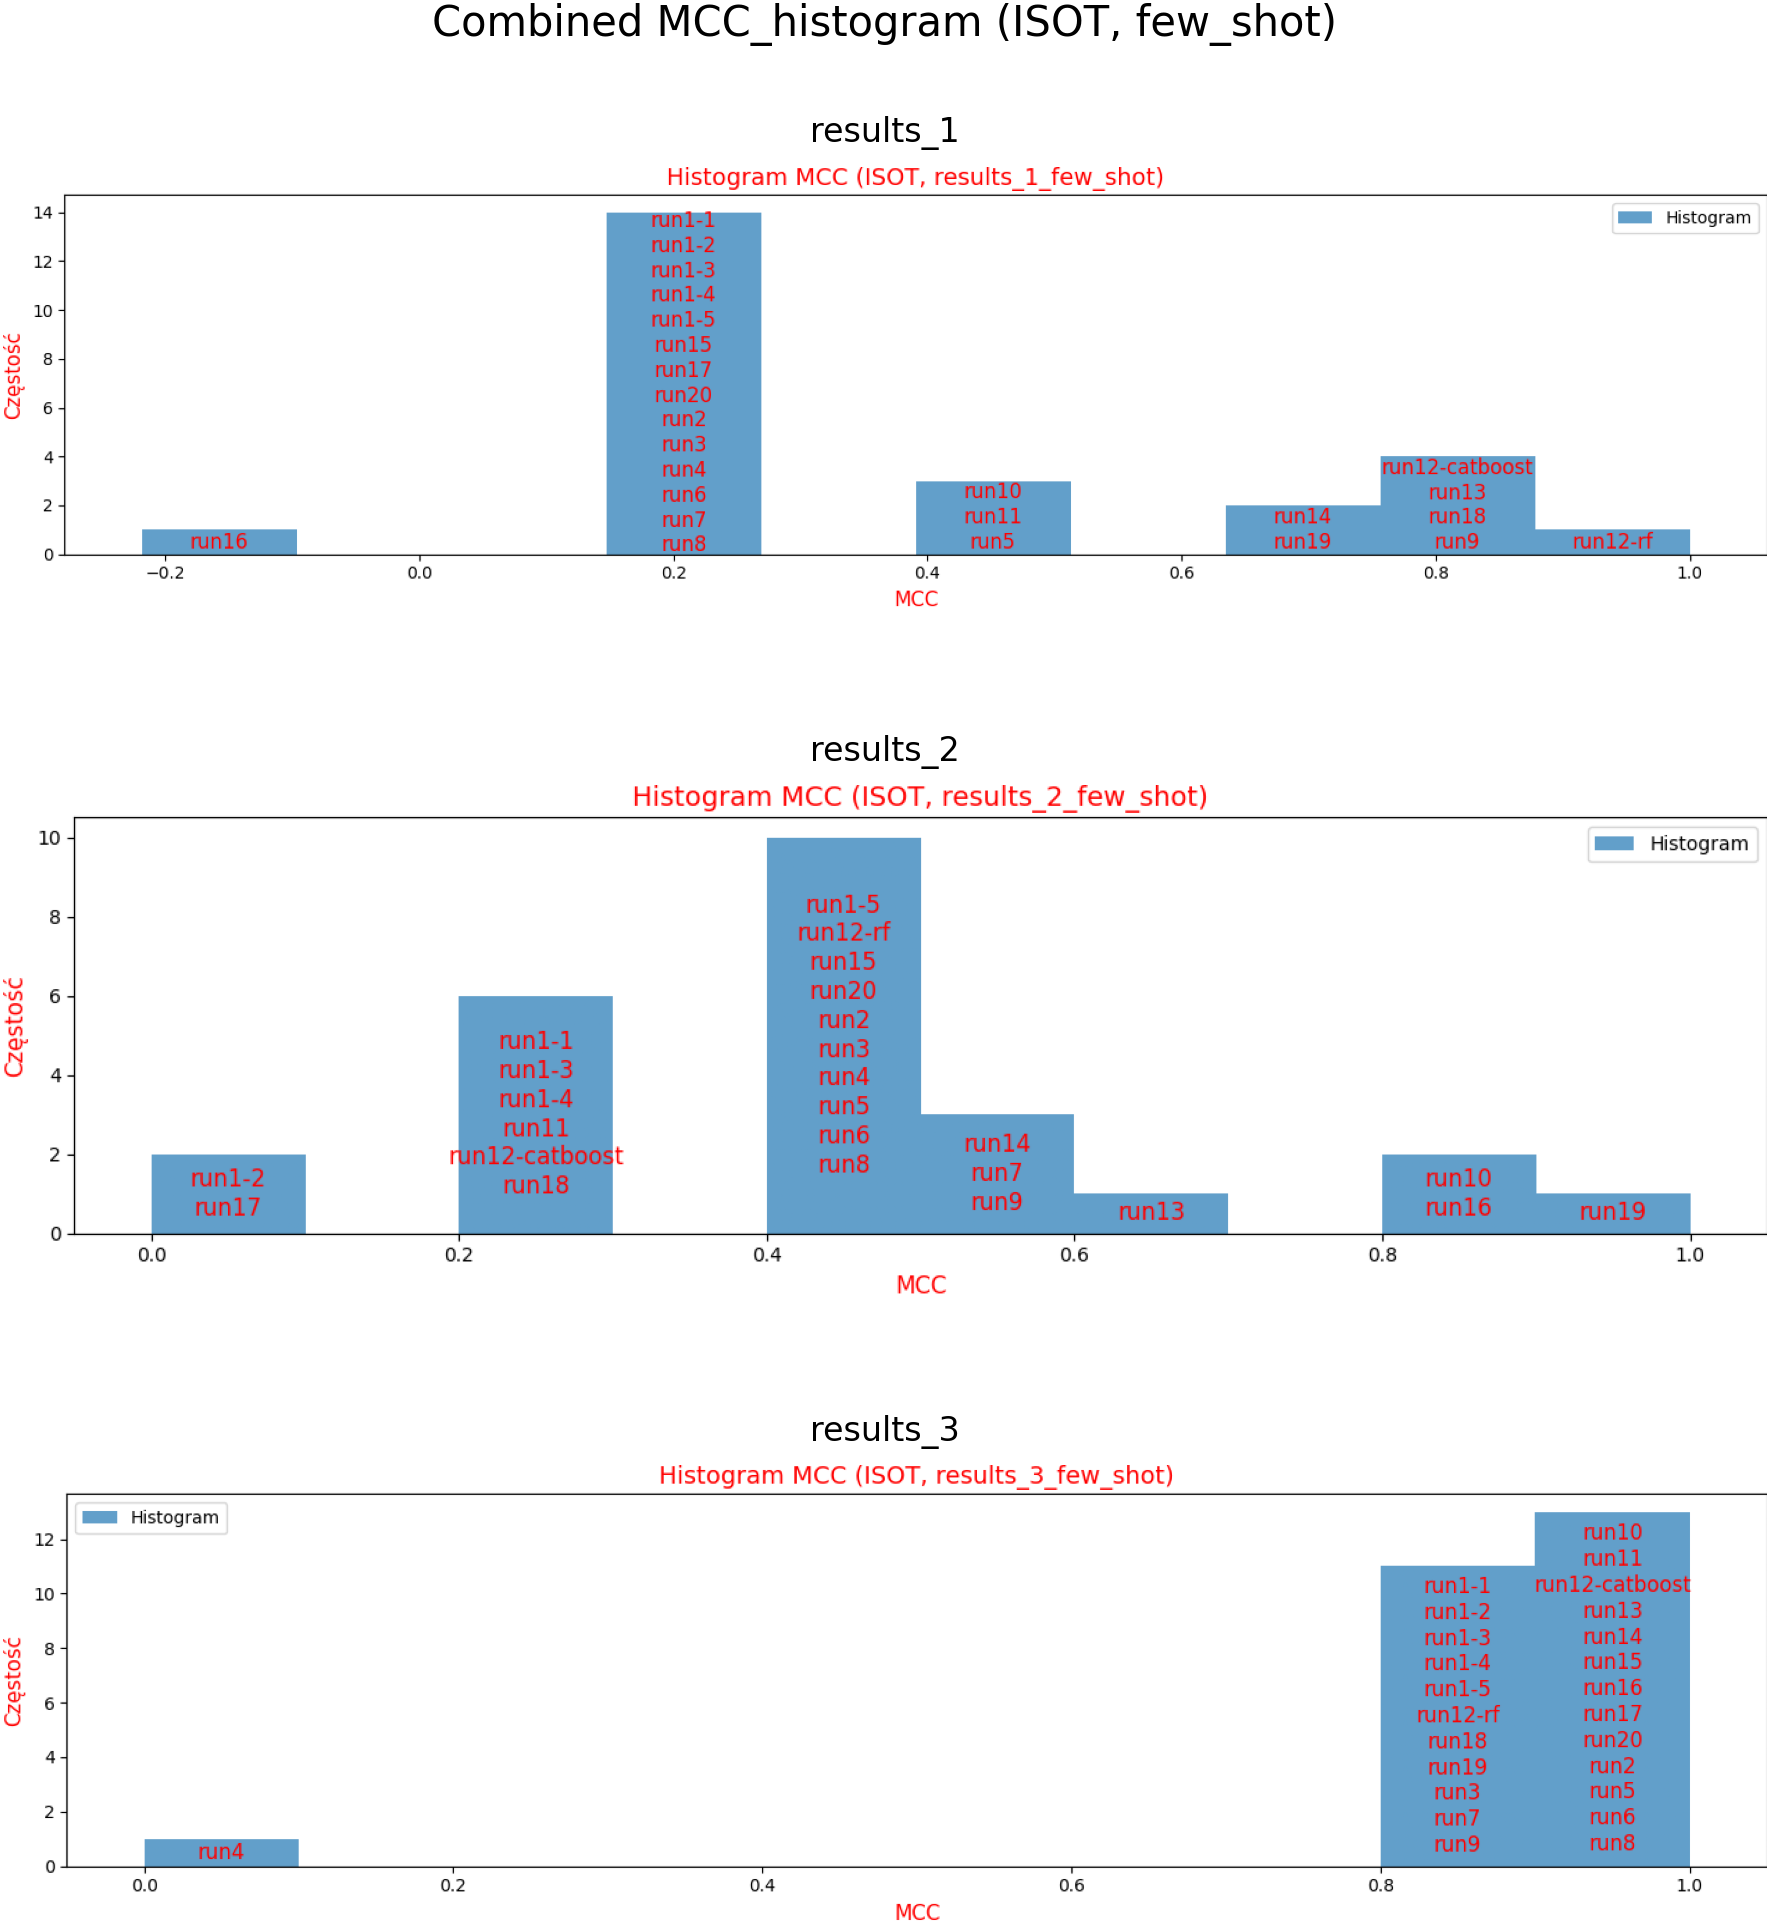 Combined MCC_histogram (ISOT, few_shot)
results_1
Histogram MCC (ISOT, results_1_few_shot)
Histogram
Częstość
14
12
10
8
6
4
2
0
run16
run1-1
run1-2
run1-3
run1-4
run1-5
run15
run17
run20
run2
run3
run4
run6
run7
run8
run10
run11
run5
run14
run19
run12-catboost
run13
run18
run9
run12-rf
−0.2 0.0 0.2 0.4 0.6 0.8 1.0
MCC
results_2
Histogram MCC (ISOT, results_2_few_shot)
Histogram
Częstość
10
8
6
4
2
0
run1-2
run17
run1-1
run1-3
run1-4
run11
run12-catboost
run18
run1-5
run12-rf
run15
run20
run2
run3
run4
run5
run6
run8
run14
run7
run9
run13
run10
run16
run19
0.0 0.2 0.4 0.6 0.8 1.0
MCC
results_3
Histogram MCC (ISOT, results_3_few_shot)
Histogram
Częstość
12
10
8
6
4
2
0
run4
run1-1
run1-2
run1-3
run1-4
run1-5
run12-rf
run18
run19
run3
run7
run9
run10
run11
run12-catboost
run13
run14
run15
run16
run17
run20
run2
run5
run6
run8
0.0 0.2 0.4 0.6 0.8 1.0
MCC